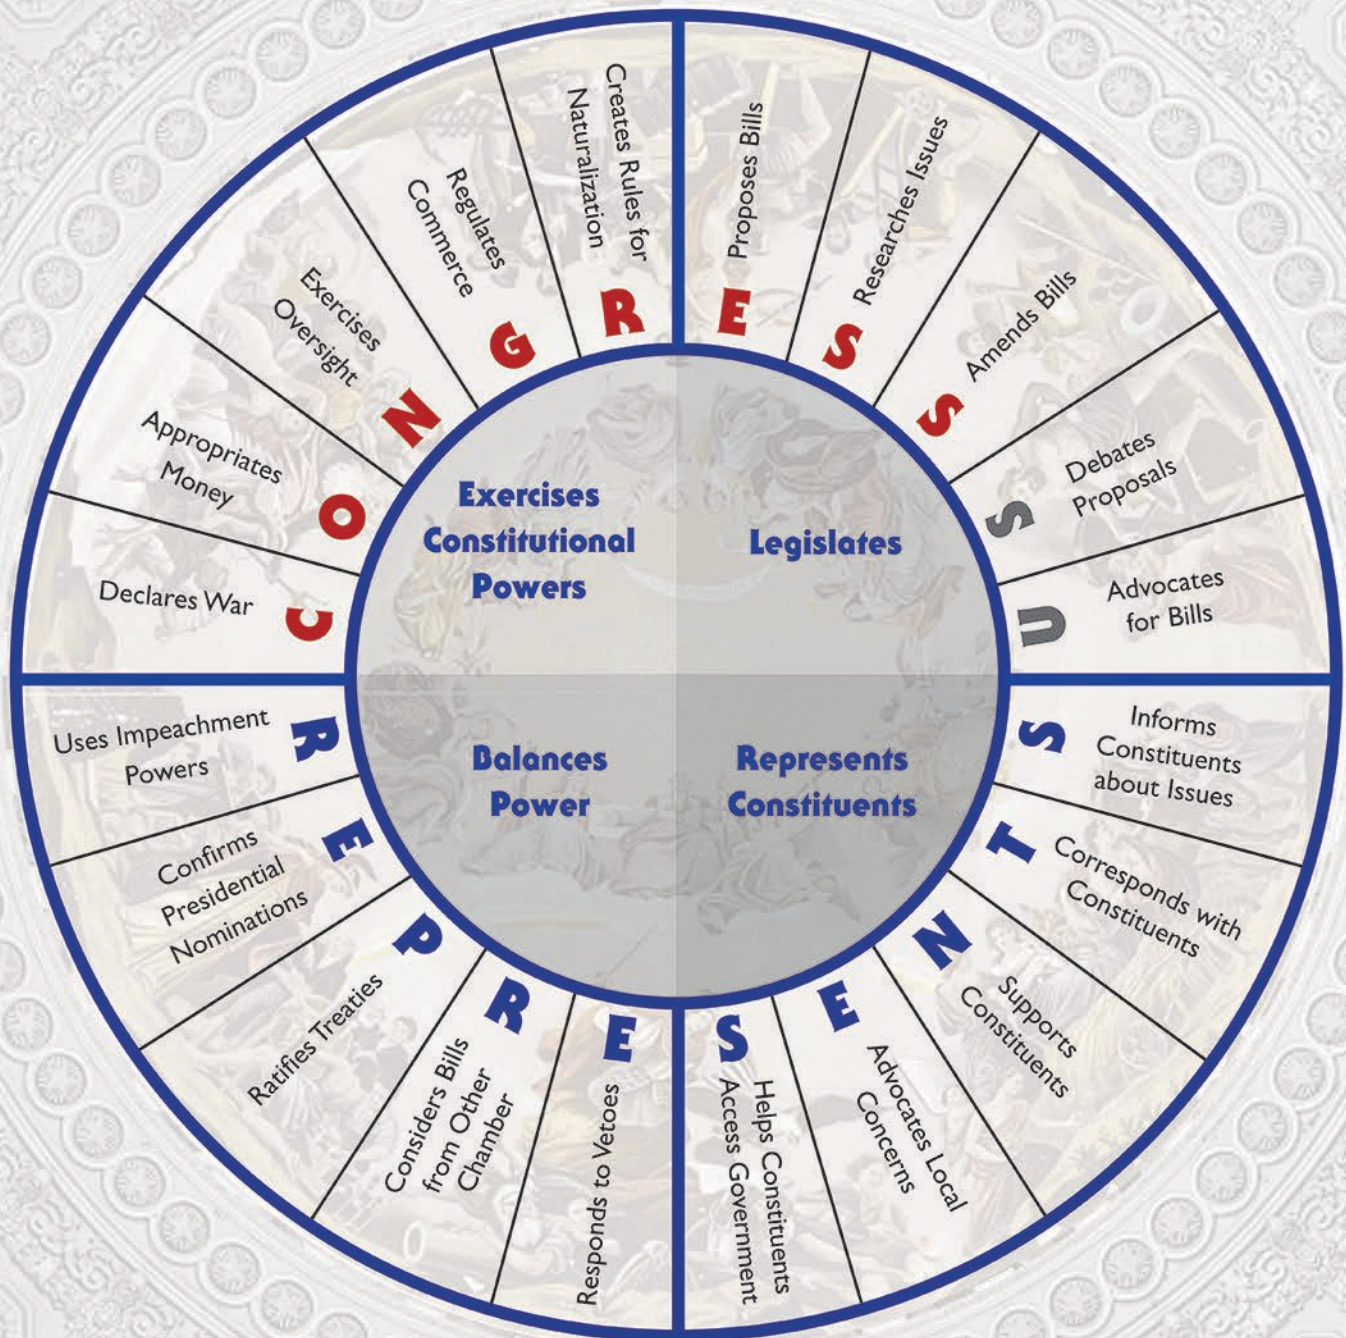 Exercises
Constitutional
Powers
Legislates
Balances
Power
Represents
Constituents
C O N G R E S S
S U
R E P R E S E N T S
Declares War
Appropriates
Money
Exercises
Oversight
Regulates
Commerce
Creates Rules for
Naturalization
Proposes Bills
Researches Issues
Amends Bills
Debates
Proposals
Advocates
for Bills
Informs
Constituents
about Issues
Corresponds with
Constituents
Supports
Constituents
Advocates Local
Concerns
Helps Constituents
Access Government
Responds to Vetoes
Considers Bills
from Other
Chamber
Ratifies Treaties
Confirms
Presidential
Nominations
Uses Impeachment
Powers